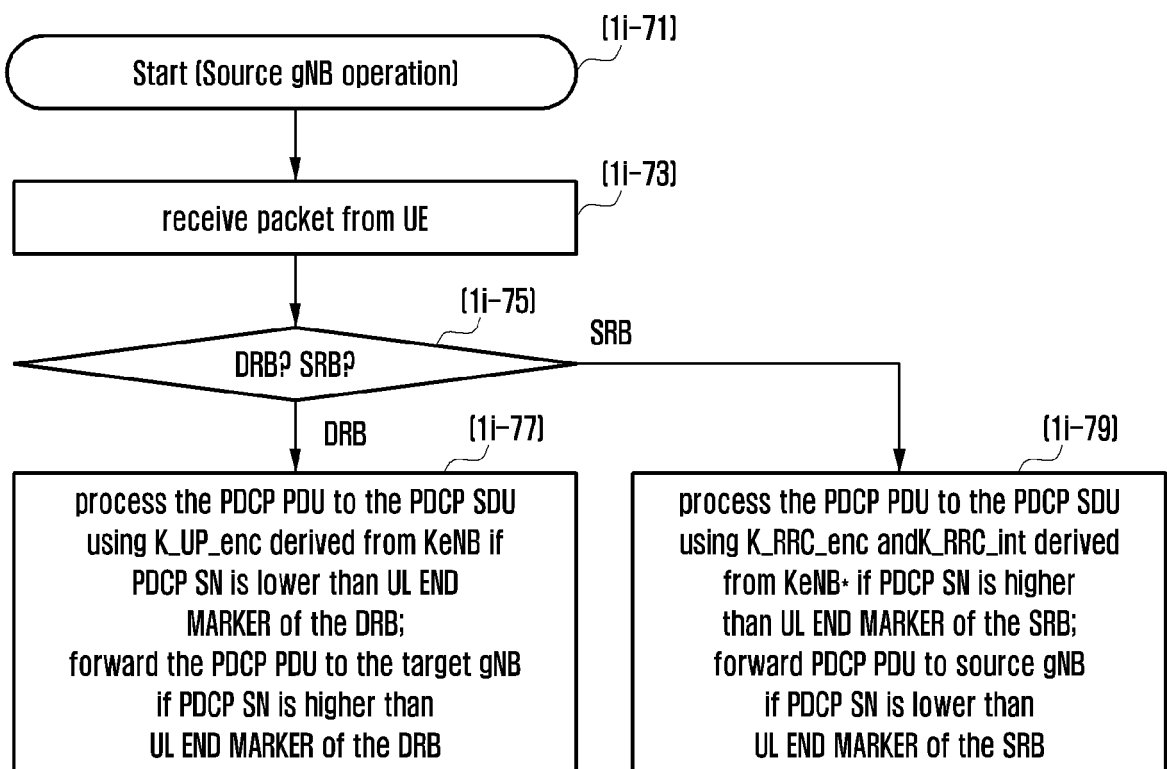 (1i-71)
Start (Source gNB operation)
(1i-73)
receive packet from UE
(1i-75)
DRB? SRB?
SRB
DRB
(1i-77)
process the PDCP PDU to the PDCP SDU
using K_UP_enc derived from KeNB if
PDCP SN is lower than UL END
MARKER of the DRB;
forward the PDCP PDU to the target gNB
if PDCP SN is higher than
UL END MARKER of the DRB
(1i-79)
process the PDCP PDU to the PDCP SDU
using K_RRC_enc andK_RRC_int derived
from KeNB* if PDCP SN is higher
than UL END MARKER of the SRB;
forward PDCP PDU to source gNB
if PDCP SN is lower than
UL END MARKER of the SRB